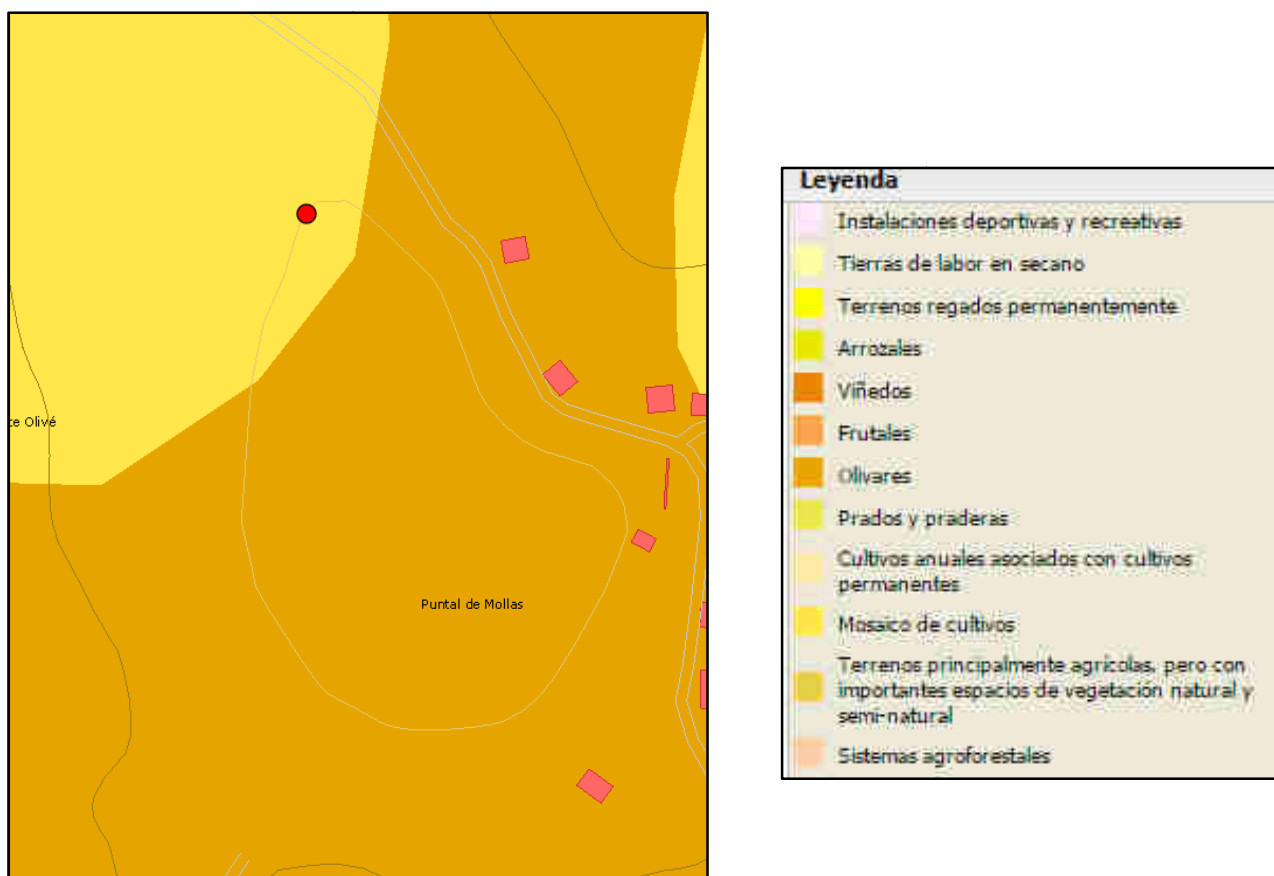 ce Olivé
Puntal de Mollas
Leyenda
Instalaciones deportivas y recreativas
Tierras de labor en secano
Terrenos regados permanentemente
Arrozales
Viñedos
Frutales
Olivares
Prados y praderas
Cultivos anuales asociados con cultivos
permanentes
Mosaico de cultivos
Terrenos principalmente agrícolas, pero con
importantes espacios de vegetación natural y
semi-natural
Sistemas agroforestales